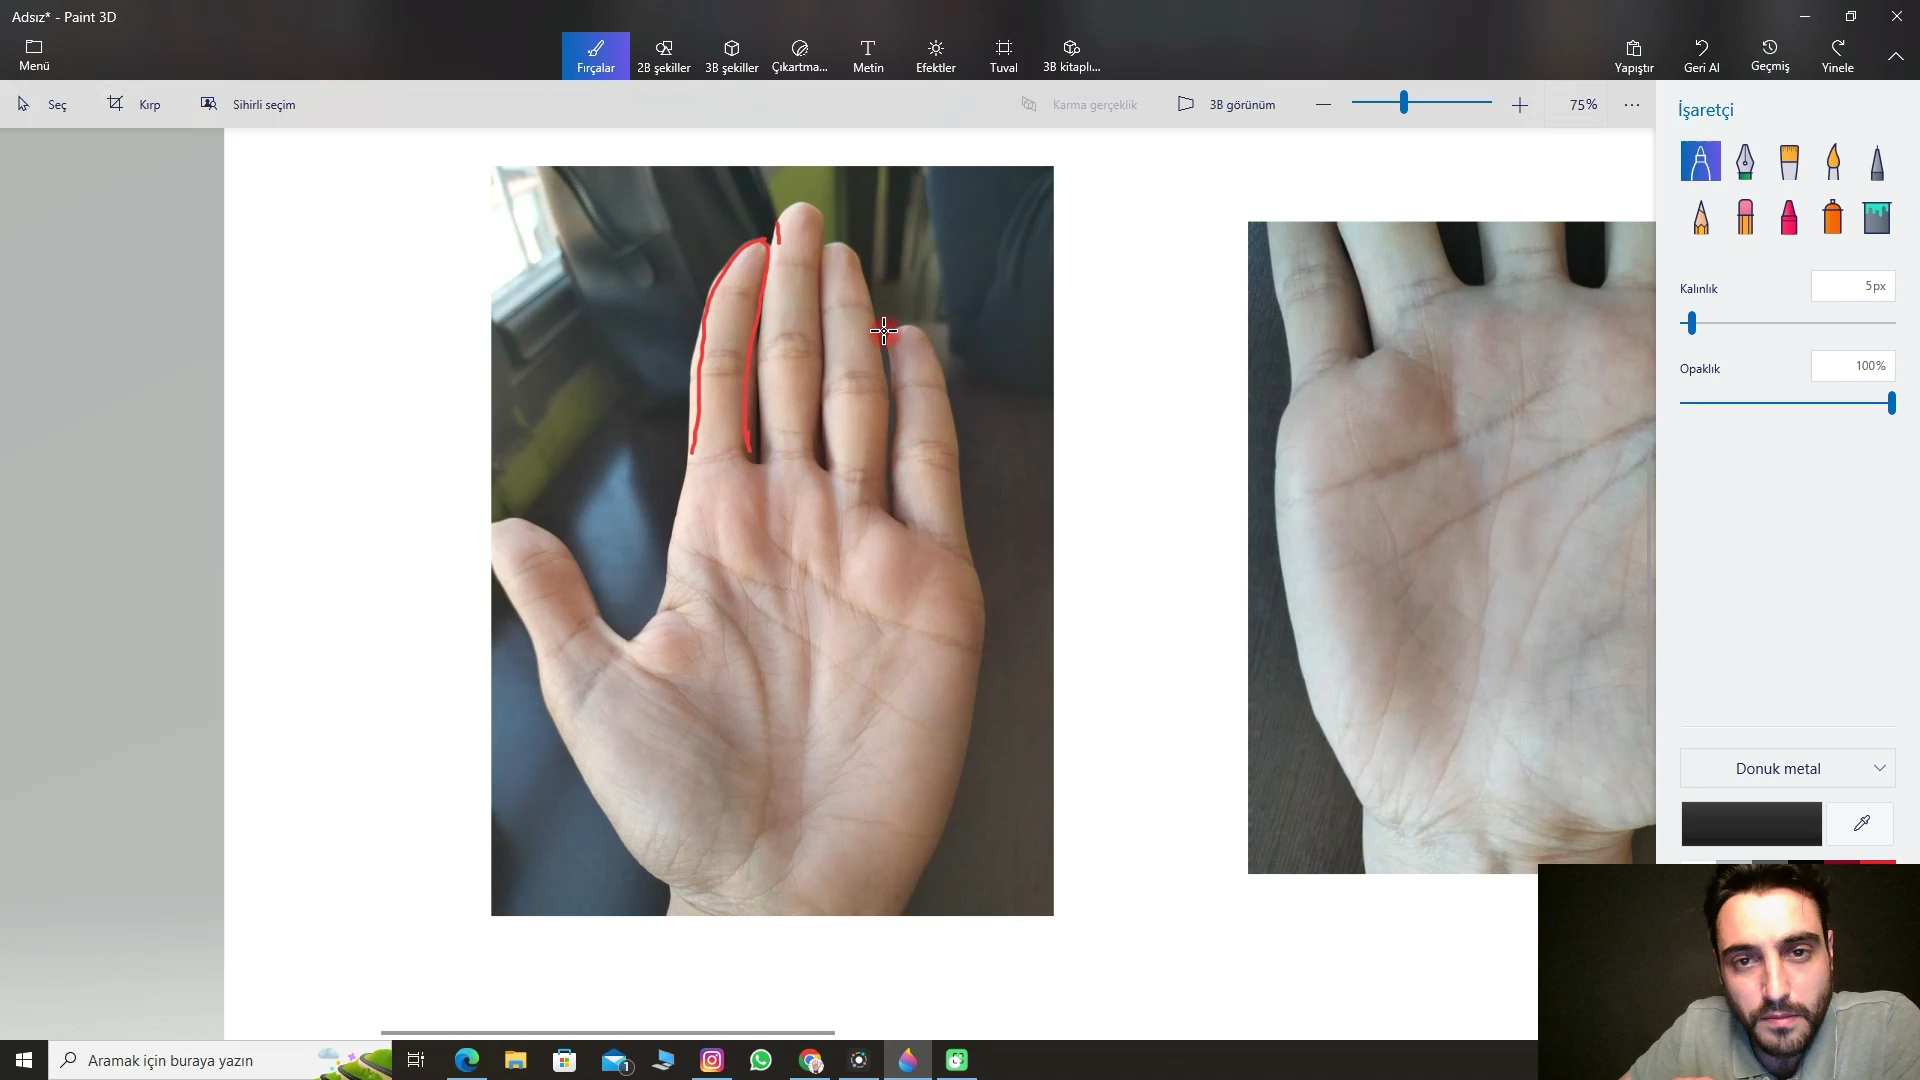 Adsız* - Paint 3D
Menü
Fırçalar
2B şekiller
3B şekiller
Çıkartma...
Metin
Efektler
Tuval
3B kitaplı...
Yapıştır
Geri Al
Geçmiş
Yinele
Seç
Kırp
Sihirli seçim
Karma gerçeklik
3B görünüm
75%
İşaretçi
Kalınlık
5px
Opaklık
100%
Donuk metal
Aramak için buraya yazın
1